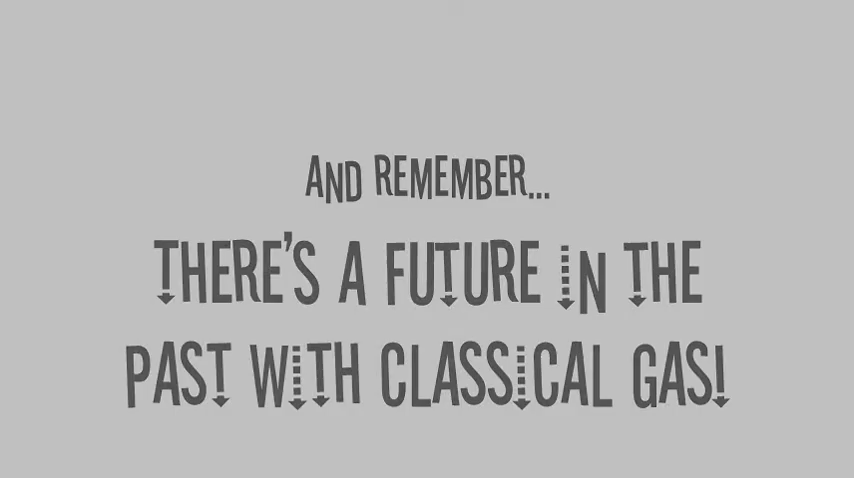 AND REMEMBER...
THERE'S A FUTURE IN THE
PAST WITH CLASSICAL GAS!